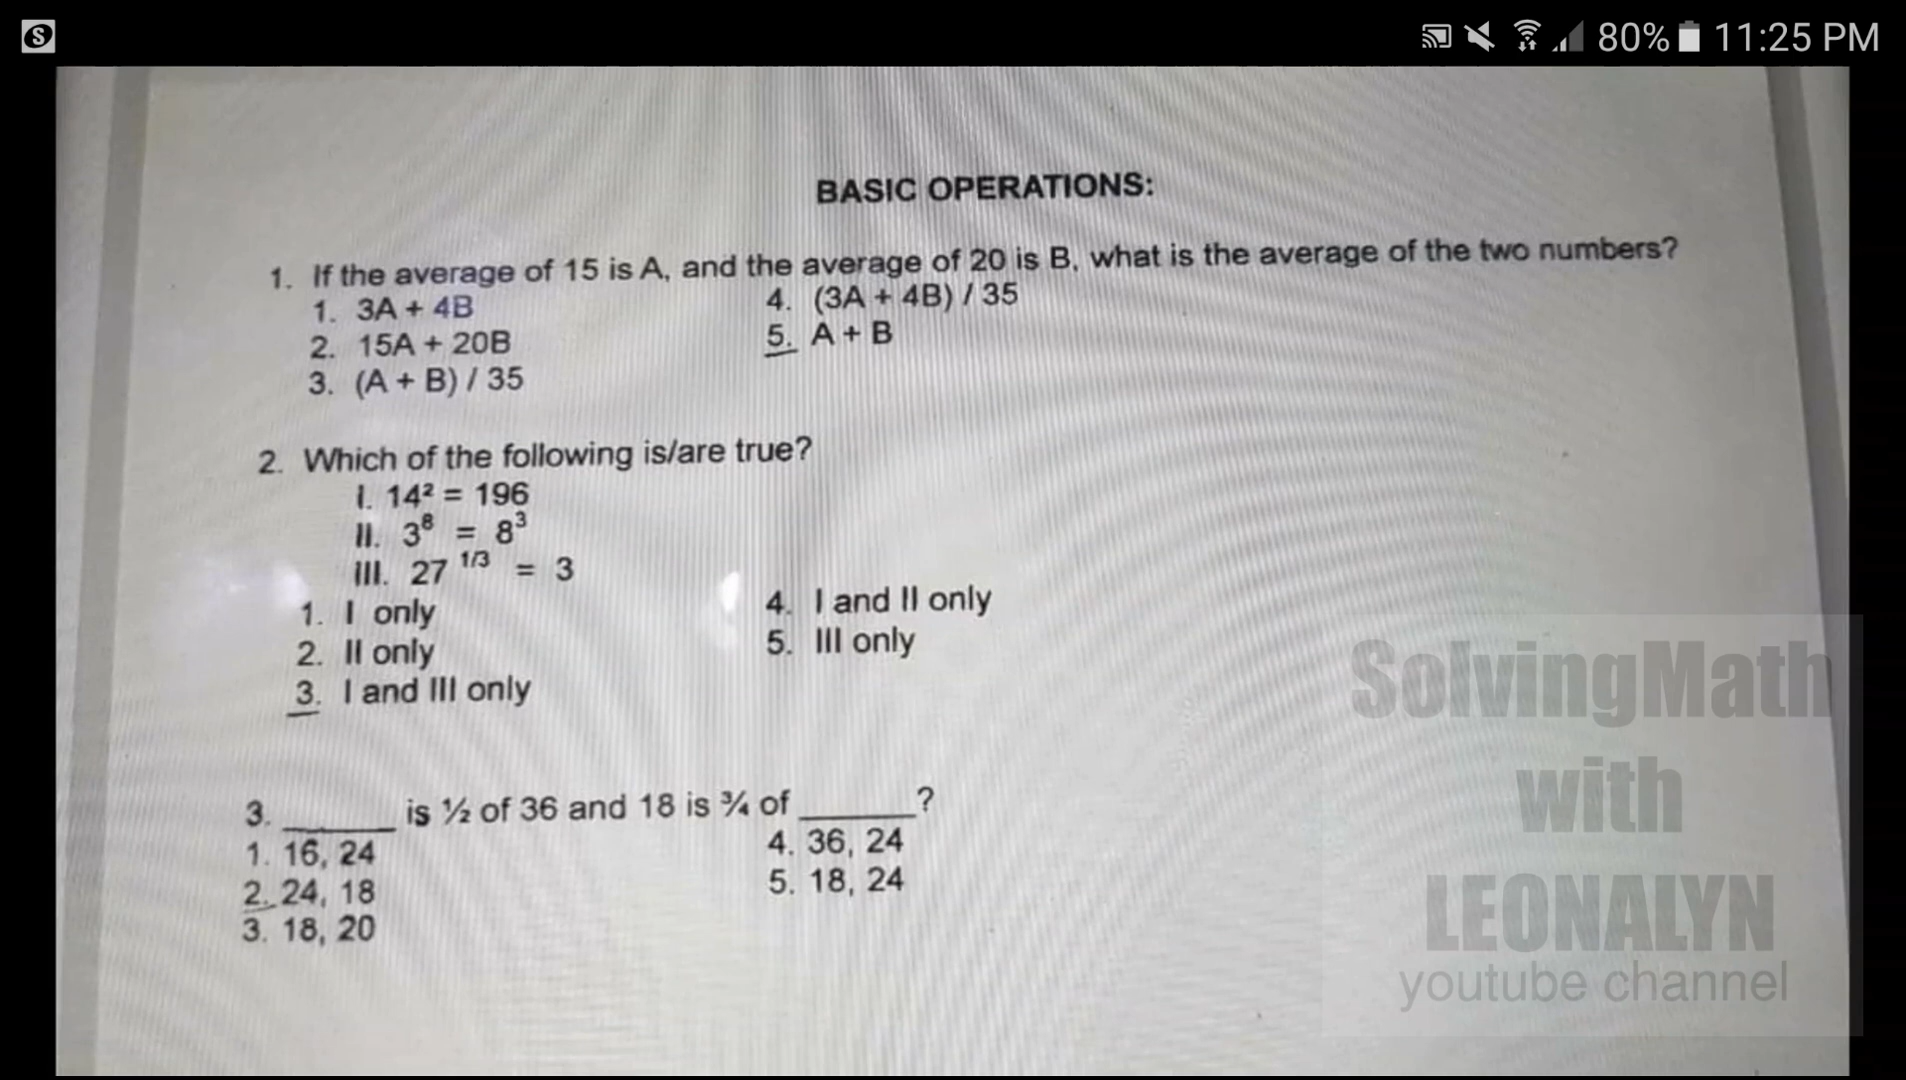 80% 11:25 PM
BASIC OPERATIONS:
1. If the average of 15 is A, and the average of 20 is B, what is the average of the two numbers?
1. 3A + 4B
4. (3A + 4B) / 35
2. 15A + 20B
5. A + B
3. (A + B) / 35
2. Which of the following is/are true?
I. 14² = 196
II. 3⁸ = 8³
III. 27 ¹ᐟ³ = 3
1. I only
4. I and II only
2. II only
5. III only
3. I and III only
3. ______ is ½ of 36 and 18 is ¾ of ______?
1. 16, 24
4. 36, 24
2. 24, 18
5. 18, 24
3. 18, 20
SolvingMath
with
LEONALYN
youtube channel